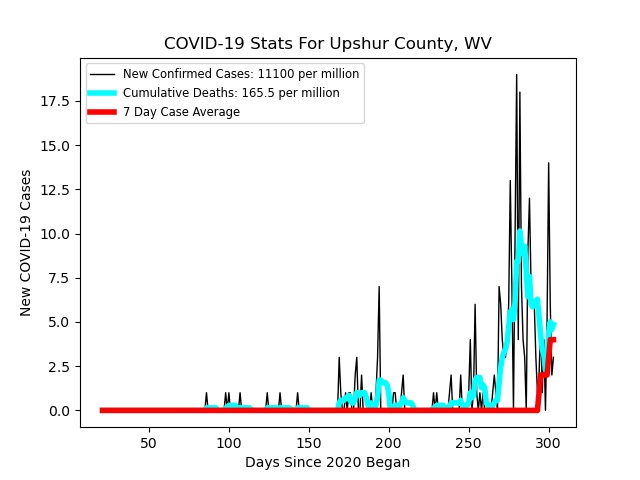 COVID-19 Stats For Upshur County, WV
New Confirmed Cases: 11100 per million
Cumulative Deaths: 165.5 per million
7 Day Case Average
17.5
15.0
12.5
10.0
7.5
5.0
2.5
0.0
New COVID-19 Cases
50 100 150 200 250 300
Days Since 2020 Began